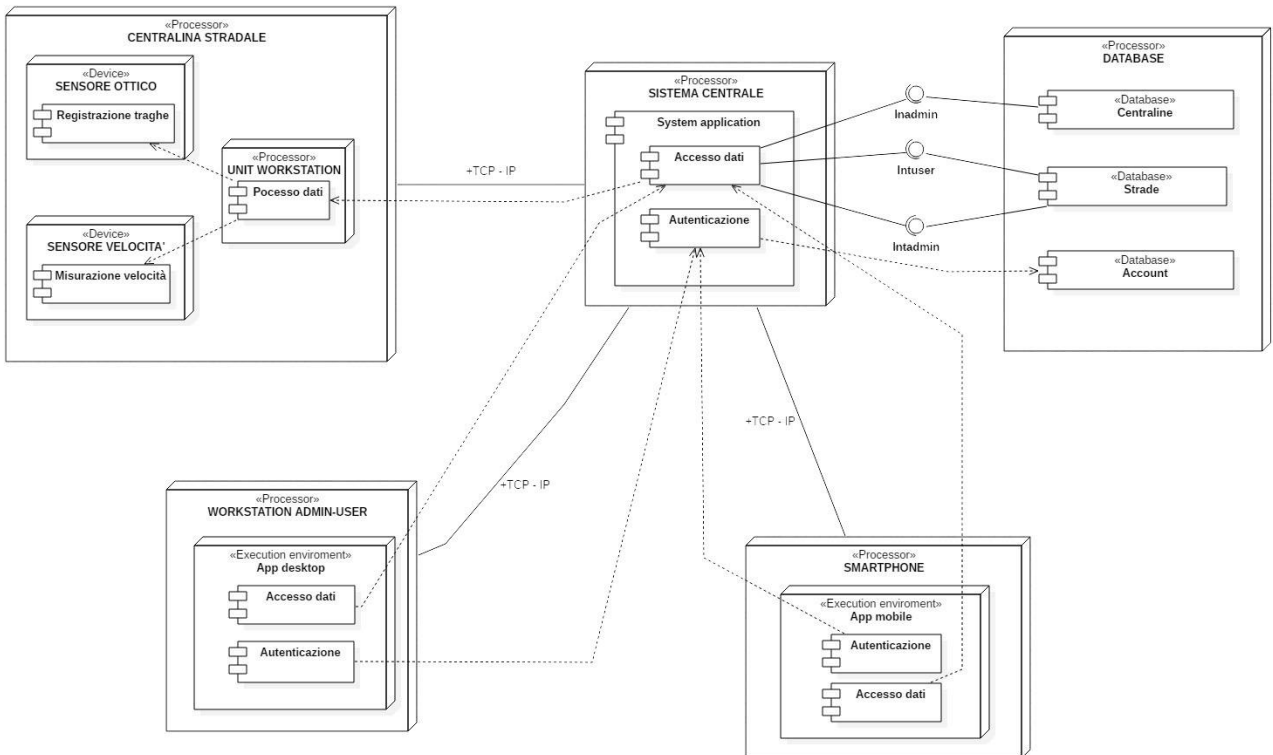 «Processor»
CENTRALINA STRADALE
«Device»
SENSORE OTTICO
Registrazione traghe
«Processor»
UNIT WORKSTATION
Pocesso dati
«Device»
SENSORE VELOCITA'
Misurazione velocità
+TCP - IP
«Processor»
SISTEMA CENTRALE
System application
Accesso dati
Autenticazione
Inadmin
Intuser
Intadmin
«Processor»
DATABASE
«Database»
Centraline
«Database»
Strade
«Database»
Account
+TCP - IP
+TCP - IP
«Processor»
WORKSTATION ADMIN-USER
«Execution enviroment»
App desktop
Accesso dati
Autenticazione
«Processor»
SMARTPHONE
«Execution enviroment»
App mobile
Autenticazione
Accesso dati